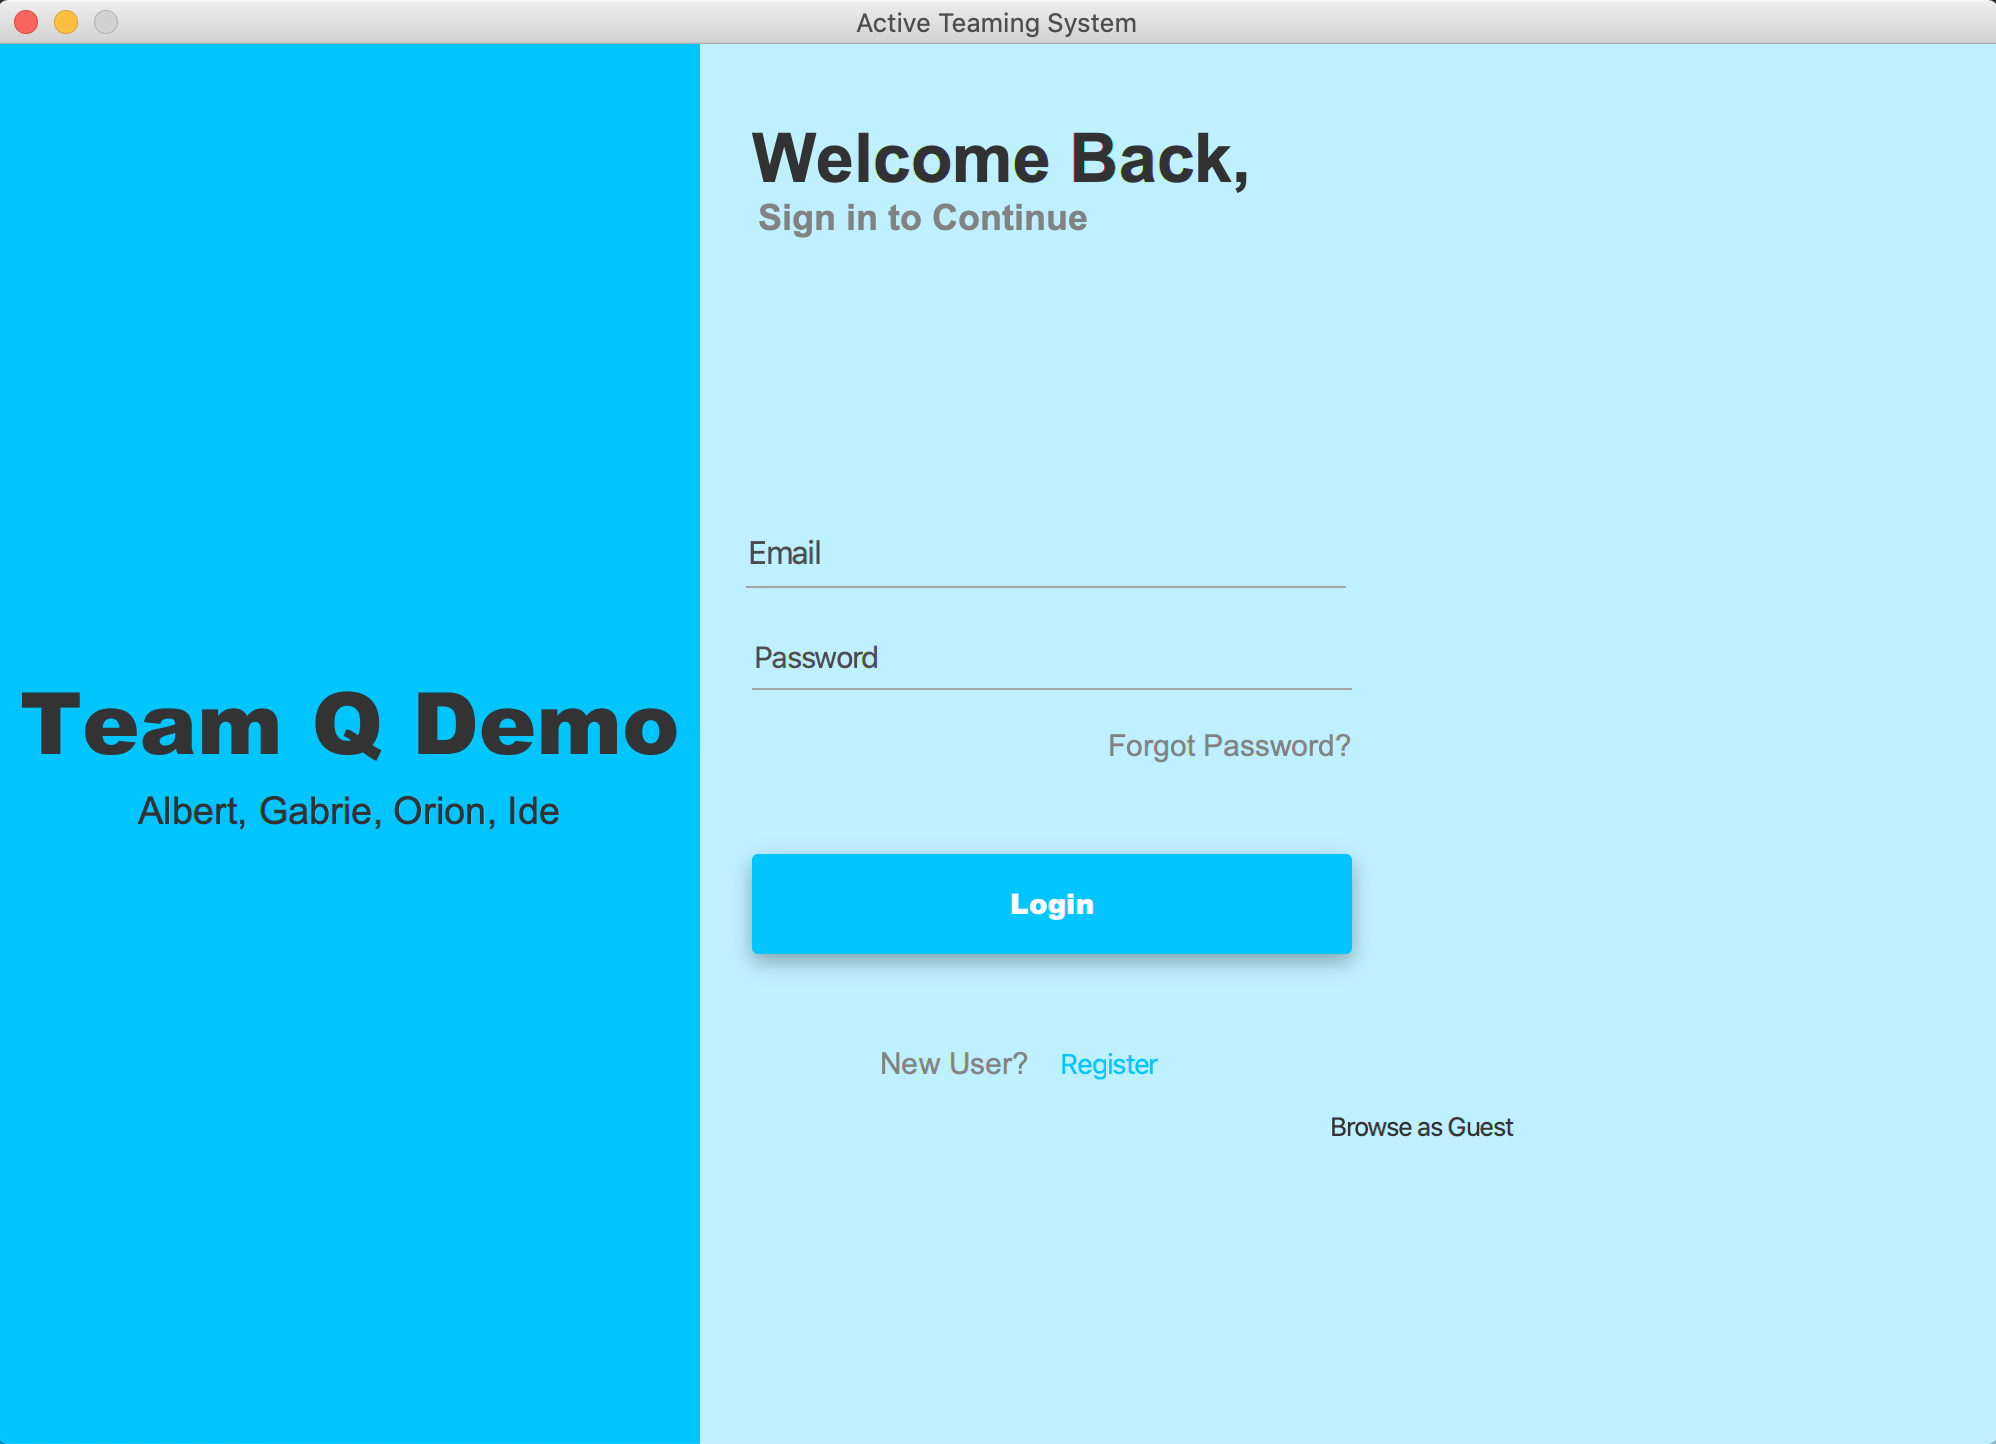 Active Teaming System
Team Q Demo
Albert, Gabrie, Orion, Ide
Welcome Back,
Sign in to Continue
Email
Password
Forgot Password?
Login
New User? Register
Browse as Guest